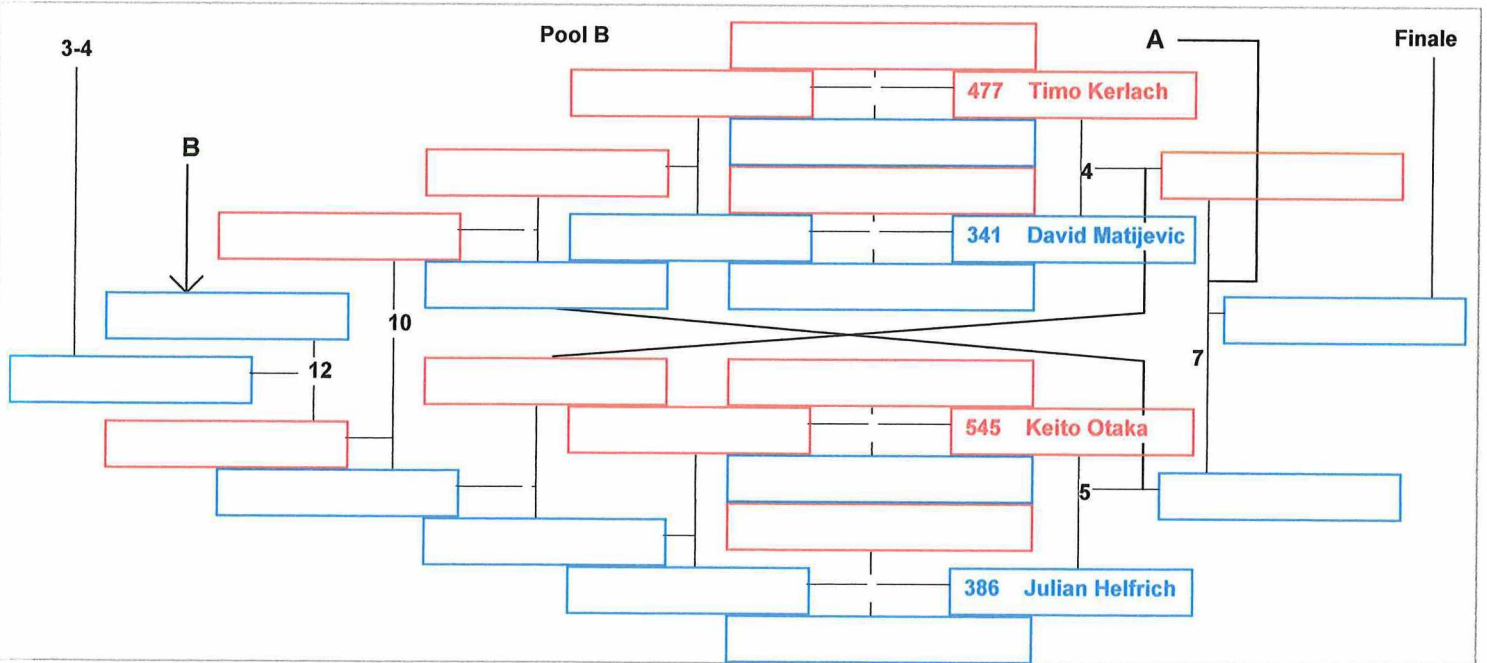 3-4
Pool B
A
Finale
477 Timo Kerlach
B
4
341 David Matijevic
10
7
12
545 Keito Otaka
5
386 Julian Helfrich